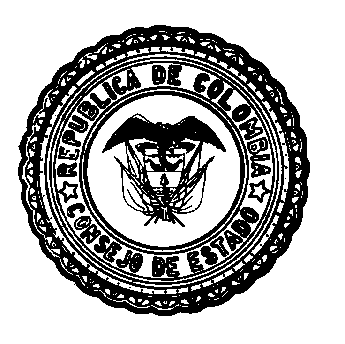 REPUBLICA DE COLOMBIA
CONSEJO DE ESTADO